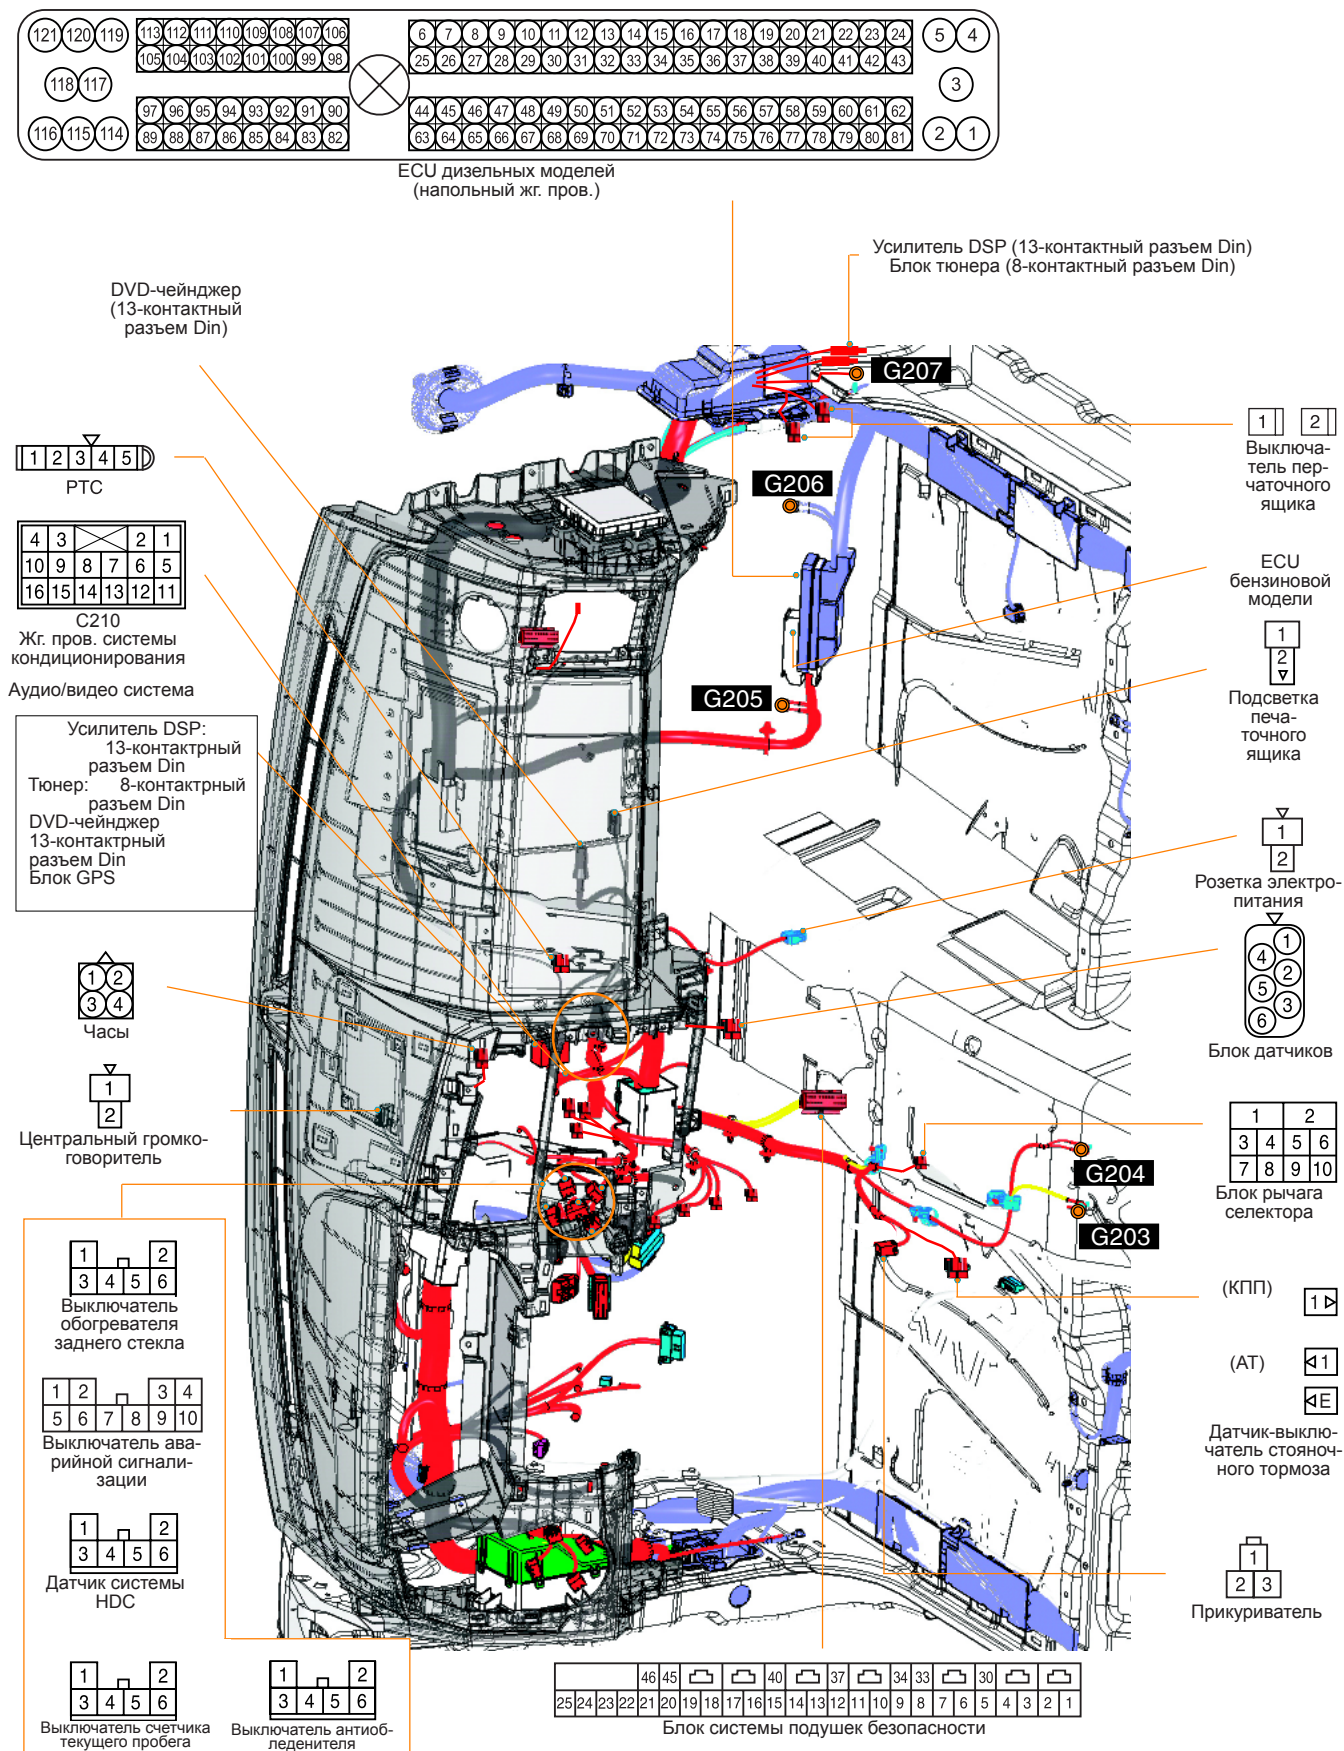 121 120 119 113 112 111 110 109 108 107 106 6 7 8 9 10 11 12 13 14 15 16 17 18 19 20 21 22 23 24 5 4
105 104 103 102 101 100 99 98 25 26 27 28 29 30 31 32 33 34 35 36 37 38 39 40 41 42 43
118 117 3
97 96 95 94 93 92 91 90 44 45 46 47 48 49 50 51 52 53 54 55 56 57 58 59 60 61 62
116 115 114 89 88 87 86 85 84 83 82 63 64 65 66 67 68 69 70 71 72 73 74 75 76 77 78 79 80 81 2 1
ECU дизельных моделей
(напольный жг. пров.)
Усилитель DSP (13-контактный разъем Din)
Блок тюнера (8-контактный разъем Din)
DVD-чейнджер
(13-контактный
разъем Din)
G207
1 2
Выключа-
тель пер-
чаточного
ящика
1 2 3 4 5
PTC
G206
4 3 2 1
10 9 8 7 6 5
16 15 14 13 12 11
C210
Жг. пров. системы
кондиционирования
ECU
бензиновой
модели
1
2
Подсветка
печа-
точного
ящика
G205
Аудио/видео система
Усилитель DSP:
13-контактрный
разъем Din
Тюнер: 8-контактрный
разъем Din
DVD-чейнджер
13-контактрный
разъем Din
Блок GPS
1
2
Розетка электро-
питания
1
4
2
5
3
6
Блок датчиков
1 2
3 4
Часы
1
2
Центральный громко-
говоритель
1 2
3 4 5 6
7 8 9 10
Блок рычага
селектора
G204
G203
1 2
3 4 5 6
Выключатель
обогревателя
заднего стекла
(КПП) 1
(AT) 1
E
Датчик-выклю-
чатель стояноч-
ного тормоза
1 2 3 4
5 6 7 8 9 10
Выключатель ава-
рийной сигнали-
зации
1 2
3 4 5 6
Датчик системы
HDC
1
2 3
Прикуриватель
1 2
3 4 5 6
Выключатель счетчика
текущего пробега
1 2
3 4 5 6
Выключатель антиоб-
леденителя
46 45 40 37 34 33 30
25 24 23 22 21 20 19 18 17 16 15 14 13 12 11 10 9 8 7 6 5 4 3 2 1
Блок системы подушек безопасности